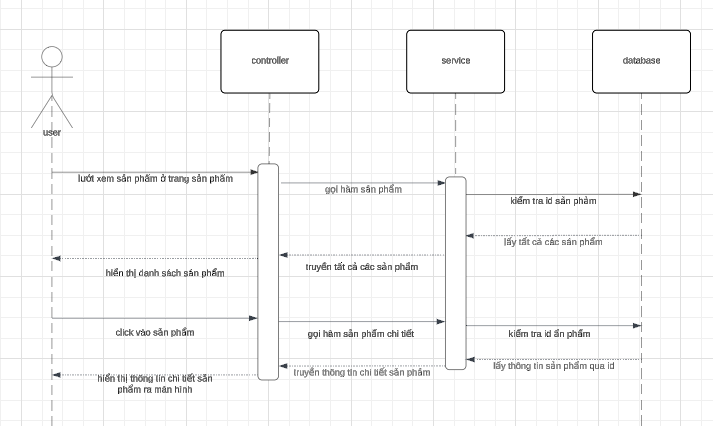 controller
service
database
user
lướt xem sản phẩm ở trang sản phẩm
gọi hàm sản phẩm
kiểm tra id sản phảm
lấy tất cả các sản phẩm
truyền tất cả các sản phẩm
hiển thị danh sách sản phẩm
click vào sản phẩm
gọi hàm sản phẩm chi tiết
kiểm tra id ản phẩm
lấy thông tin sản phẩm qua id
truyền thông tin chi tiết sản phẩm
hiển thị thông tin chi tiết sản
phẩm ra màn hình